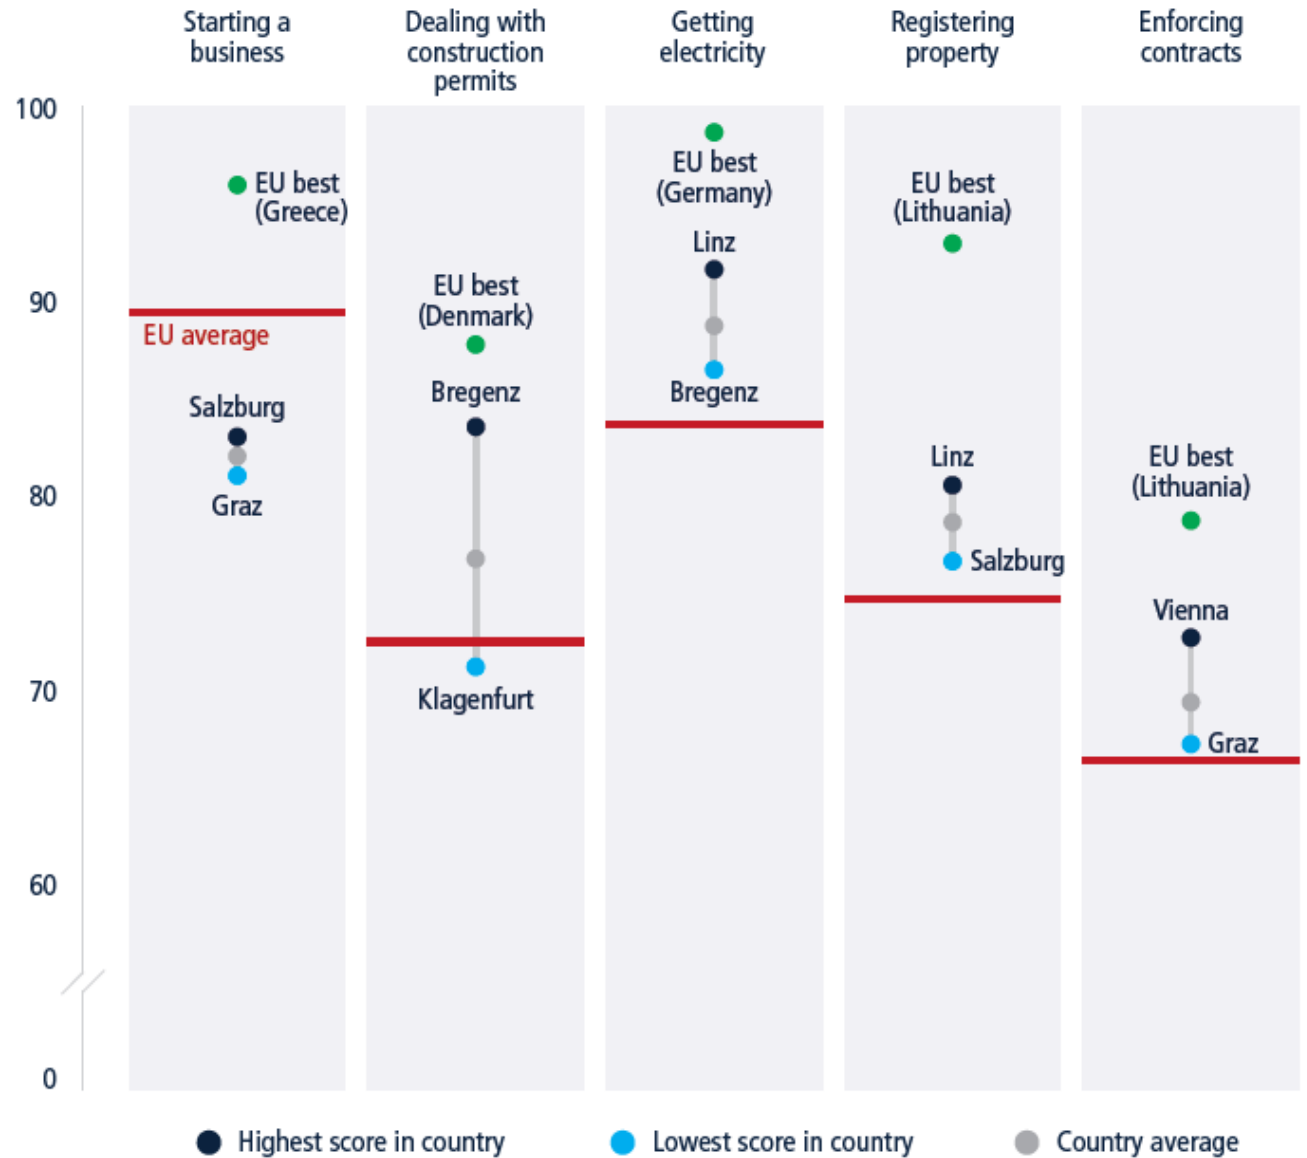 Starting a
business
Dealing with
construction
permits
Getting
electricity
Registering
property
Enforcing
contracts
100
90
80
70
60
0
EU best
(Greece)
EU average
Salzburg
Graz
EU best
(Denmark)
Bregenz
Klagenfurt
EU best
(Germany)
Linz
Bregenz
EU best
(Lithuania)
Linz
Salzburg
EU best
(Lithuania)
Vienna
Graz
Highest score in country
Lowest score in country
Country average